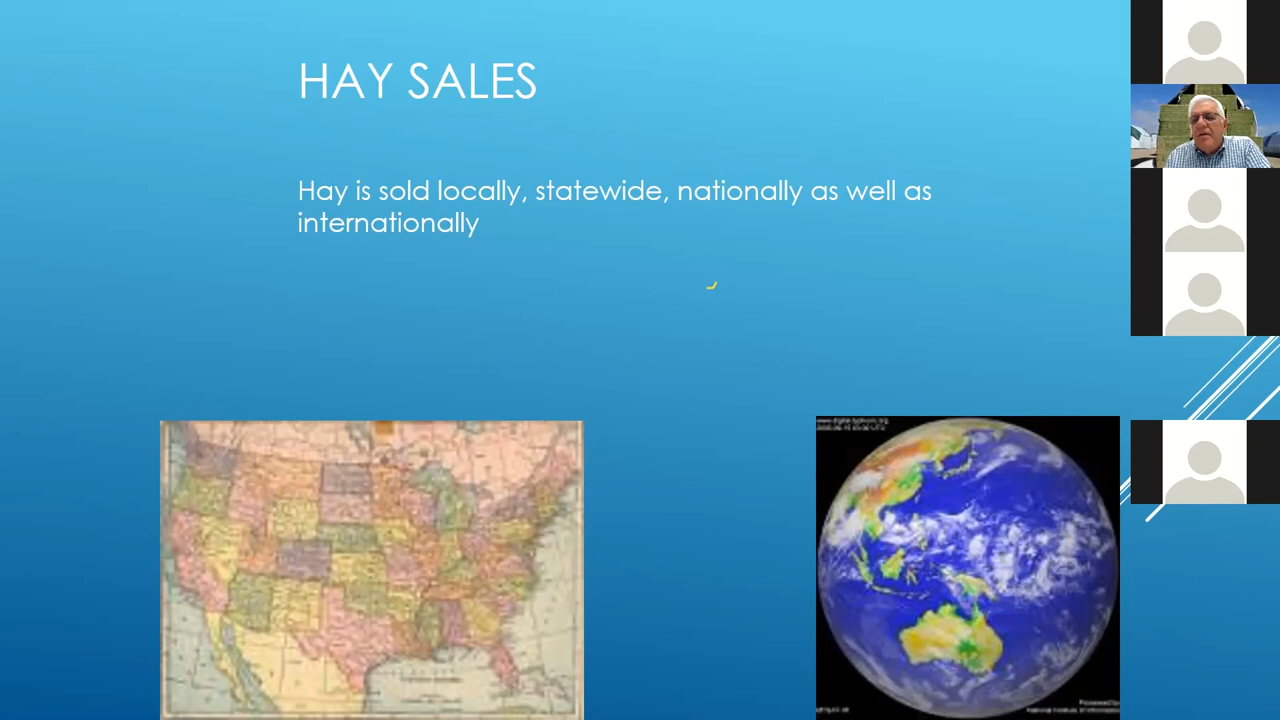 HAY SALES
Hay is sold locally, statewide, nationally as well as
internationally